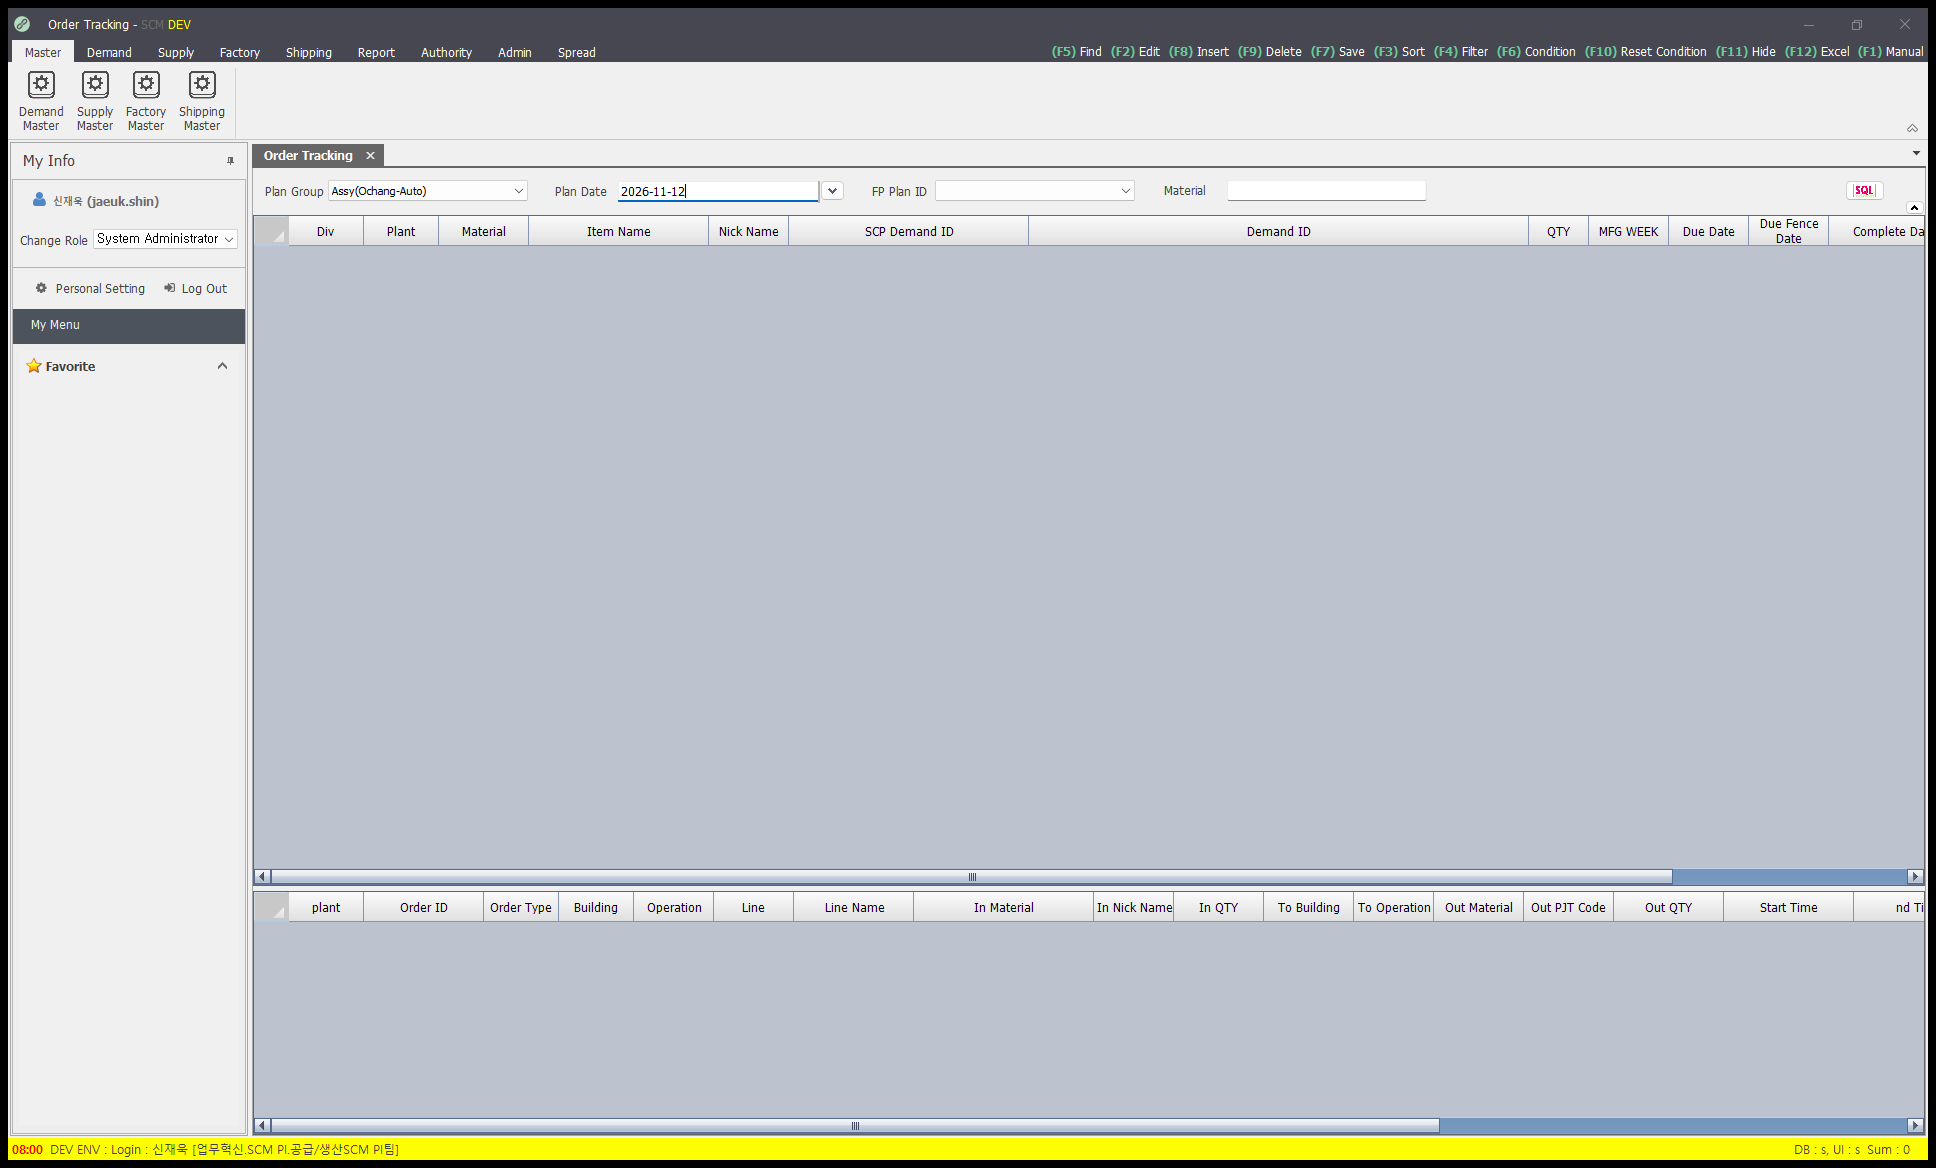 Order Tracking - SCM DEV
Master Demand Supply Factory Shipping Report Authority Admin Spread (F5) Find (F2) Edit (F8) Insert (F9) Delete (F7) Save (F3) Sort (F4) Filter (F6) Condition (F10) Reset Condition (F11) Hide (F12) Excel (F1) Manual
Demand Master
Supply Master
Factory Master
Shipping Master
My Info
신재욱 (jaeuk.shin)
Change Role System Administrator
Personal Setting Log Out
My Menu
Favorite
Order Tracking
Plan Group Assy(Ochang-Auto) Plan Date 2026-11-12 FP Plan ID Material SQL
Div Plant Material Item Name Nick Name SCP Demand ID Demand ID QTY MFG WEEK Due Date Due Fence Date Complete Da
plant Order ID Order Type Building Operation Line Line Name In Material In Nick Name In QTY To Building To Operation Out Material Out PJT Code Out QTY Start Time nd Ti
08:00 DEV ENV : Login : 신재욱 [업무혁신.SCM PI.공급/생산SCM PI팀] DB : s, UI : s Sum : 0